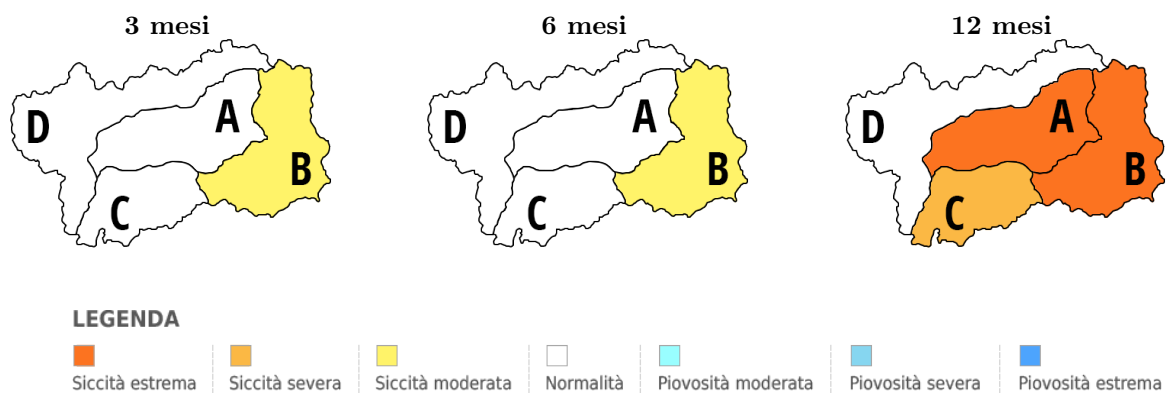 3 mesi
6 mesi
12 mesi
A
D
B
C
A
D
B
C
A
D
B
C
LEGENDA
Siccità estrema
Siccità severa
Siccità moderata
Normalità
Piovosità moderata
Piovosità severa
Piovosità estrema